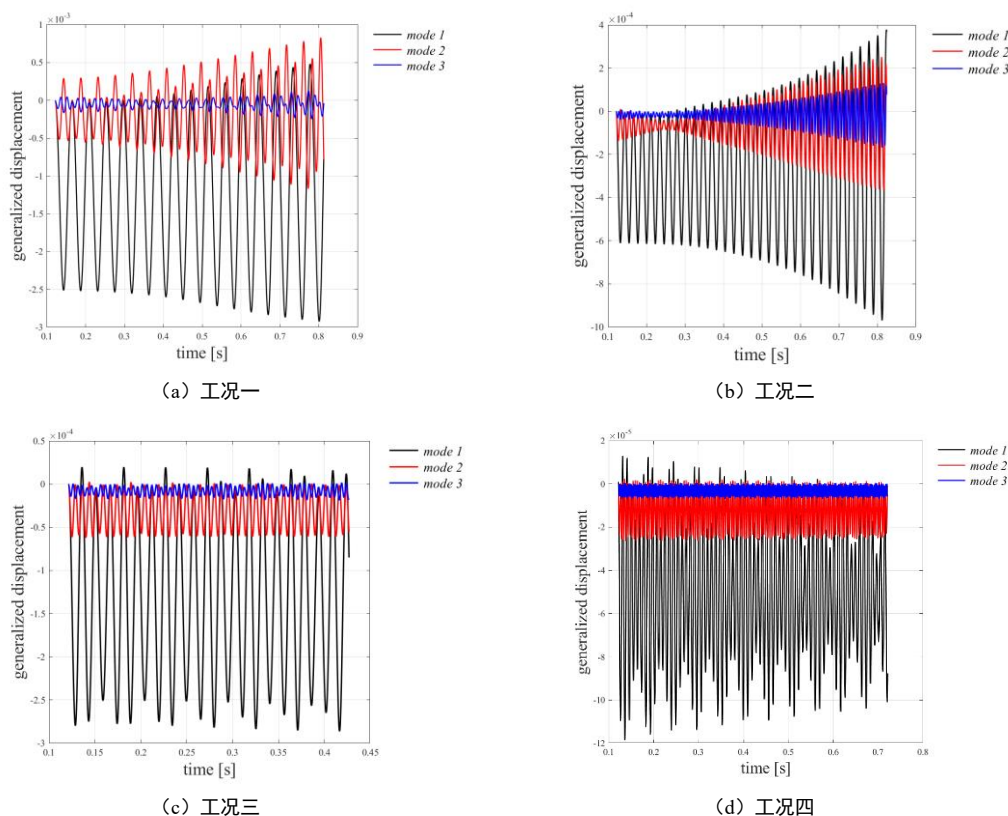 ×10⁻³
1
0.5
0
-0.5
-1
-1.5
-2
-2.5
-3
generalized displacement
0.1 0.2 0.3 0.4 0.5 0.6 0.7 0.8 0.9
time [s]
mode 1
mode 2
mode 3
（a）工况一
×10⁻⁴
4
2
0
-2
-4
-6
-8
-10
generalized displacement
0.1 0.2 0.3 0.4 0.5 0.6 0.7 0.8 0.9
time [s]
mode 1
mode 2
mode 3
（b）工况二
×10⁻⁴
0.5
0
-0.5
-1
-1.5
-2
-2.5
-3
generalized displacement
0.1 0.15 0.2 0.25 0.3 0.35 0.4 0.45
time [s]
mode 1
mode 2
mode 3
（c）工况三
×10⁻⁵
2
0
-2
-4
-6
-8
-10
-12
generalized displacement
0.1 0.2 0.3 0.4 0.5 0.6 0.7 0.8
time [s]
mode 1
mode 2
mode 3
（d）工况四